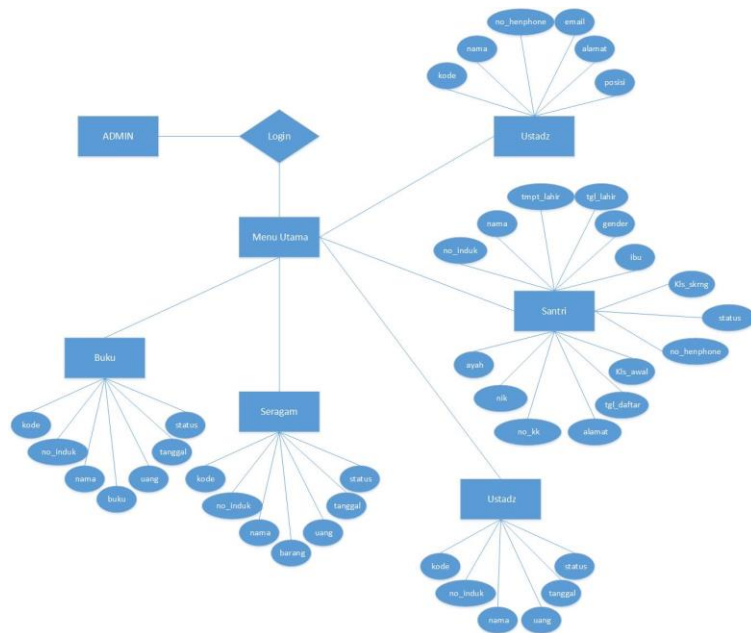 no_henphone
email
nama
alamat
kode
posisi
ADMIN
Login
Ustadz
tmpt_lahir
tgl_lahir
nama
gender
Menu Utama
no_induk
Ibu
Kls_skrng
Santri
status
Buku
no_henphone
ayah
Kls_awal
nik
tgl_daftar
Seragam
no_kk
alamat
kode
status
no_induk
tanggal
nama
uang
buku
kode
status
no_induk
tanggal
nama
uang
barang
Ustadz
kode
status
no_induk
tanggal
nama
uang